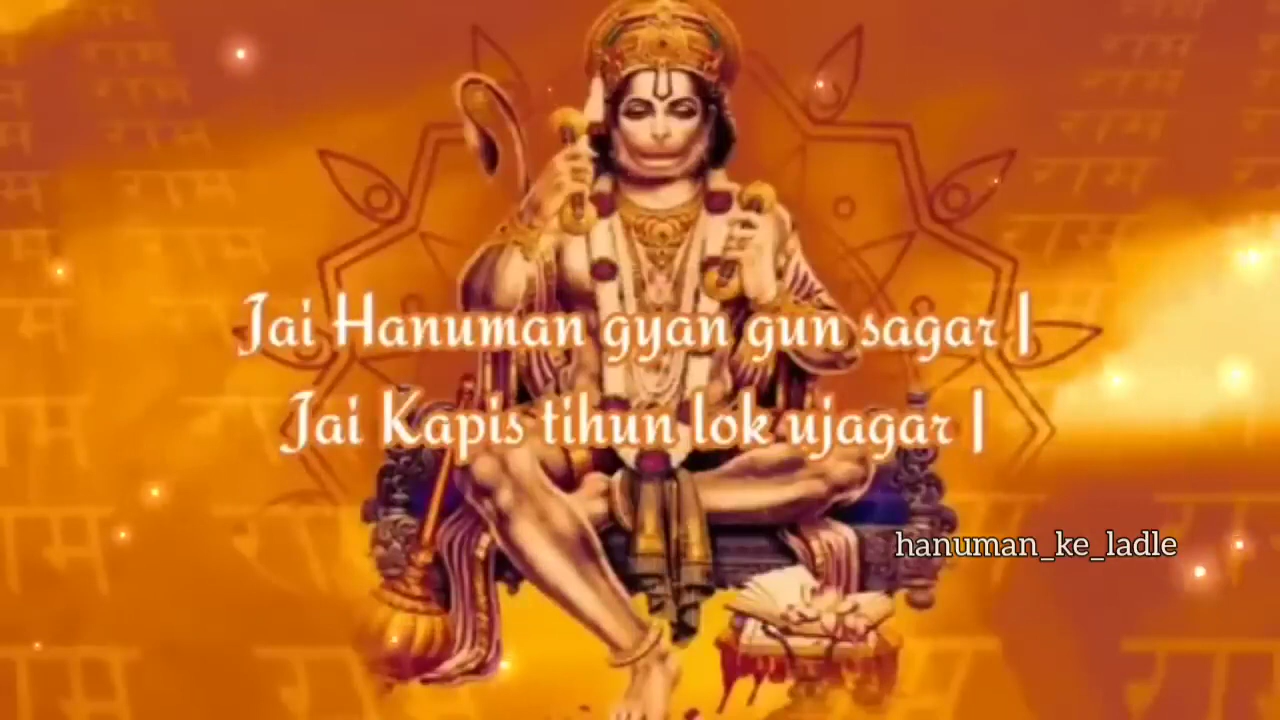 Jai Hanuman gyan gun sagar |
Jai Kapis tihun lok ujagar |
hanuman_ke_ladle
राम राम
राम राम
राम
राम
राम
राम
राम
राम
राम